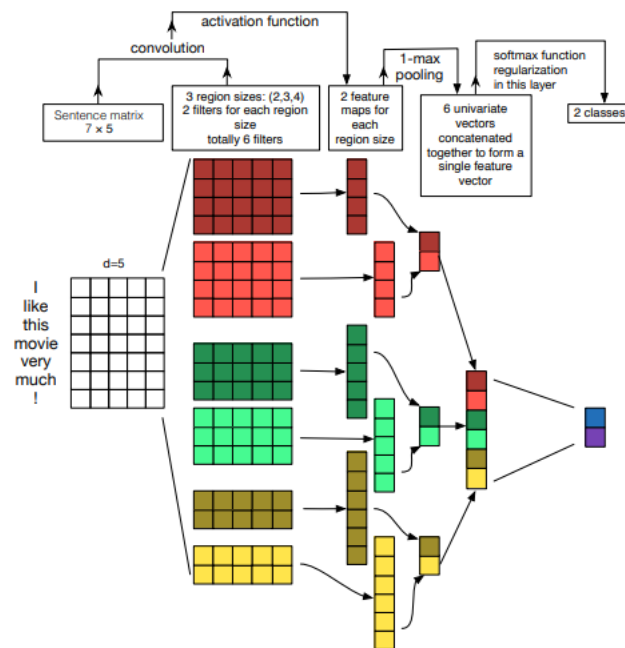 activation function
convolution
1-max
pooling
softmax function
regularization
in this layer
Sentence matrix
7 × 5
3 region sizes: (2,3,4)
2 filters for each region
size
totally 6 filters
2 feature
maps for
each
region size
6 univariate
vectors
concatenated
together to form a
single feature
vector
2 classes
d=5
I
like
this
movie
very
much
!